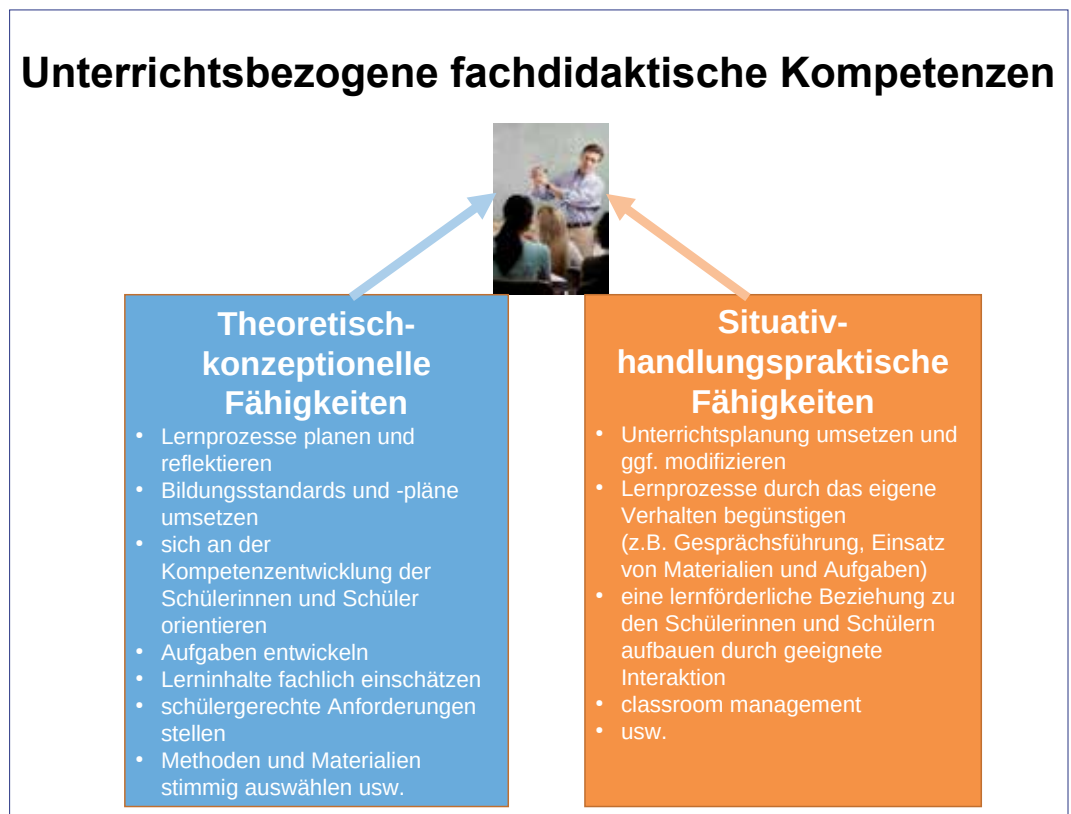 Unterrichtsbezogene fachdidaktische Kompetenzen
Theoretisch-
konzeptionelle
Fähigkeiten
• Lernprozesse planen und
reflektieren
• Bildungsstandards und -pläne
umsetzen
• sich an der
Kompetenzentwicklung der
Schülerinnen und Schüler
orientieren
• Aufgaben entwickeln
• Lerninhalte fachlich einschätzen
• schülergerechte Anforderungen
stellen
• Methoden und Materialien
stimmig auswählen usw.
Situativ-
handlungspraktische
Fähigkeiten
• Unterrichtsplanung umsetzen und
ggf. modifizieren
• Lernprozesse durch das eigene
Verhalten begünstigen
(z.B. Gesprächsführung, Einsatz
von Materialien und Aufgaben)
• eine lernförderliche Beziehung zu
den Schülerinnen und Schülern
aufbauen durch geeignete
Interaktion
• classroom management
• usw.